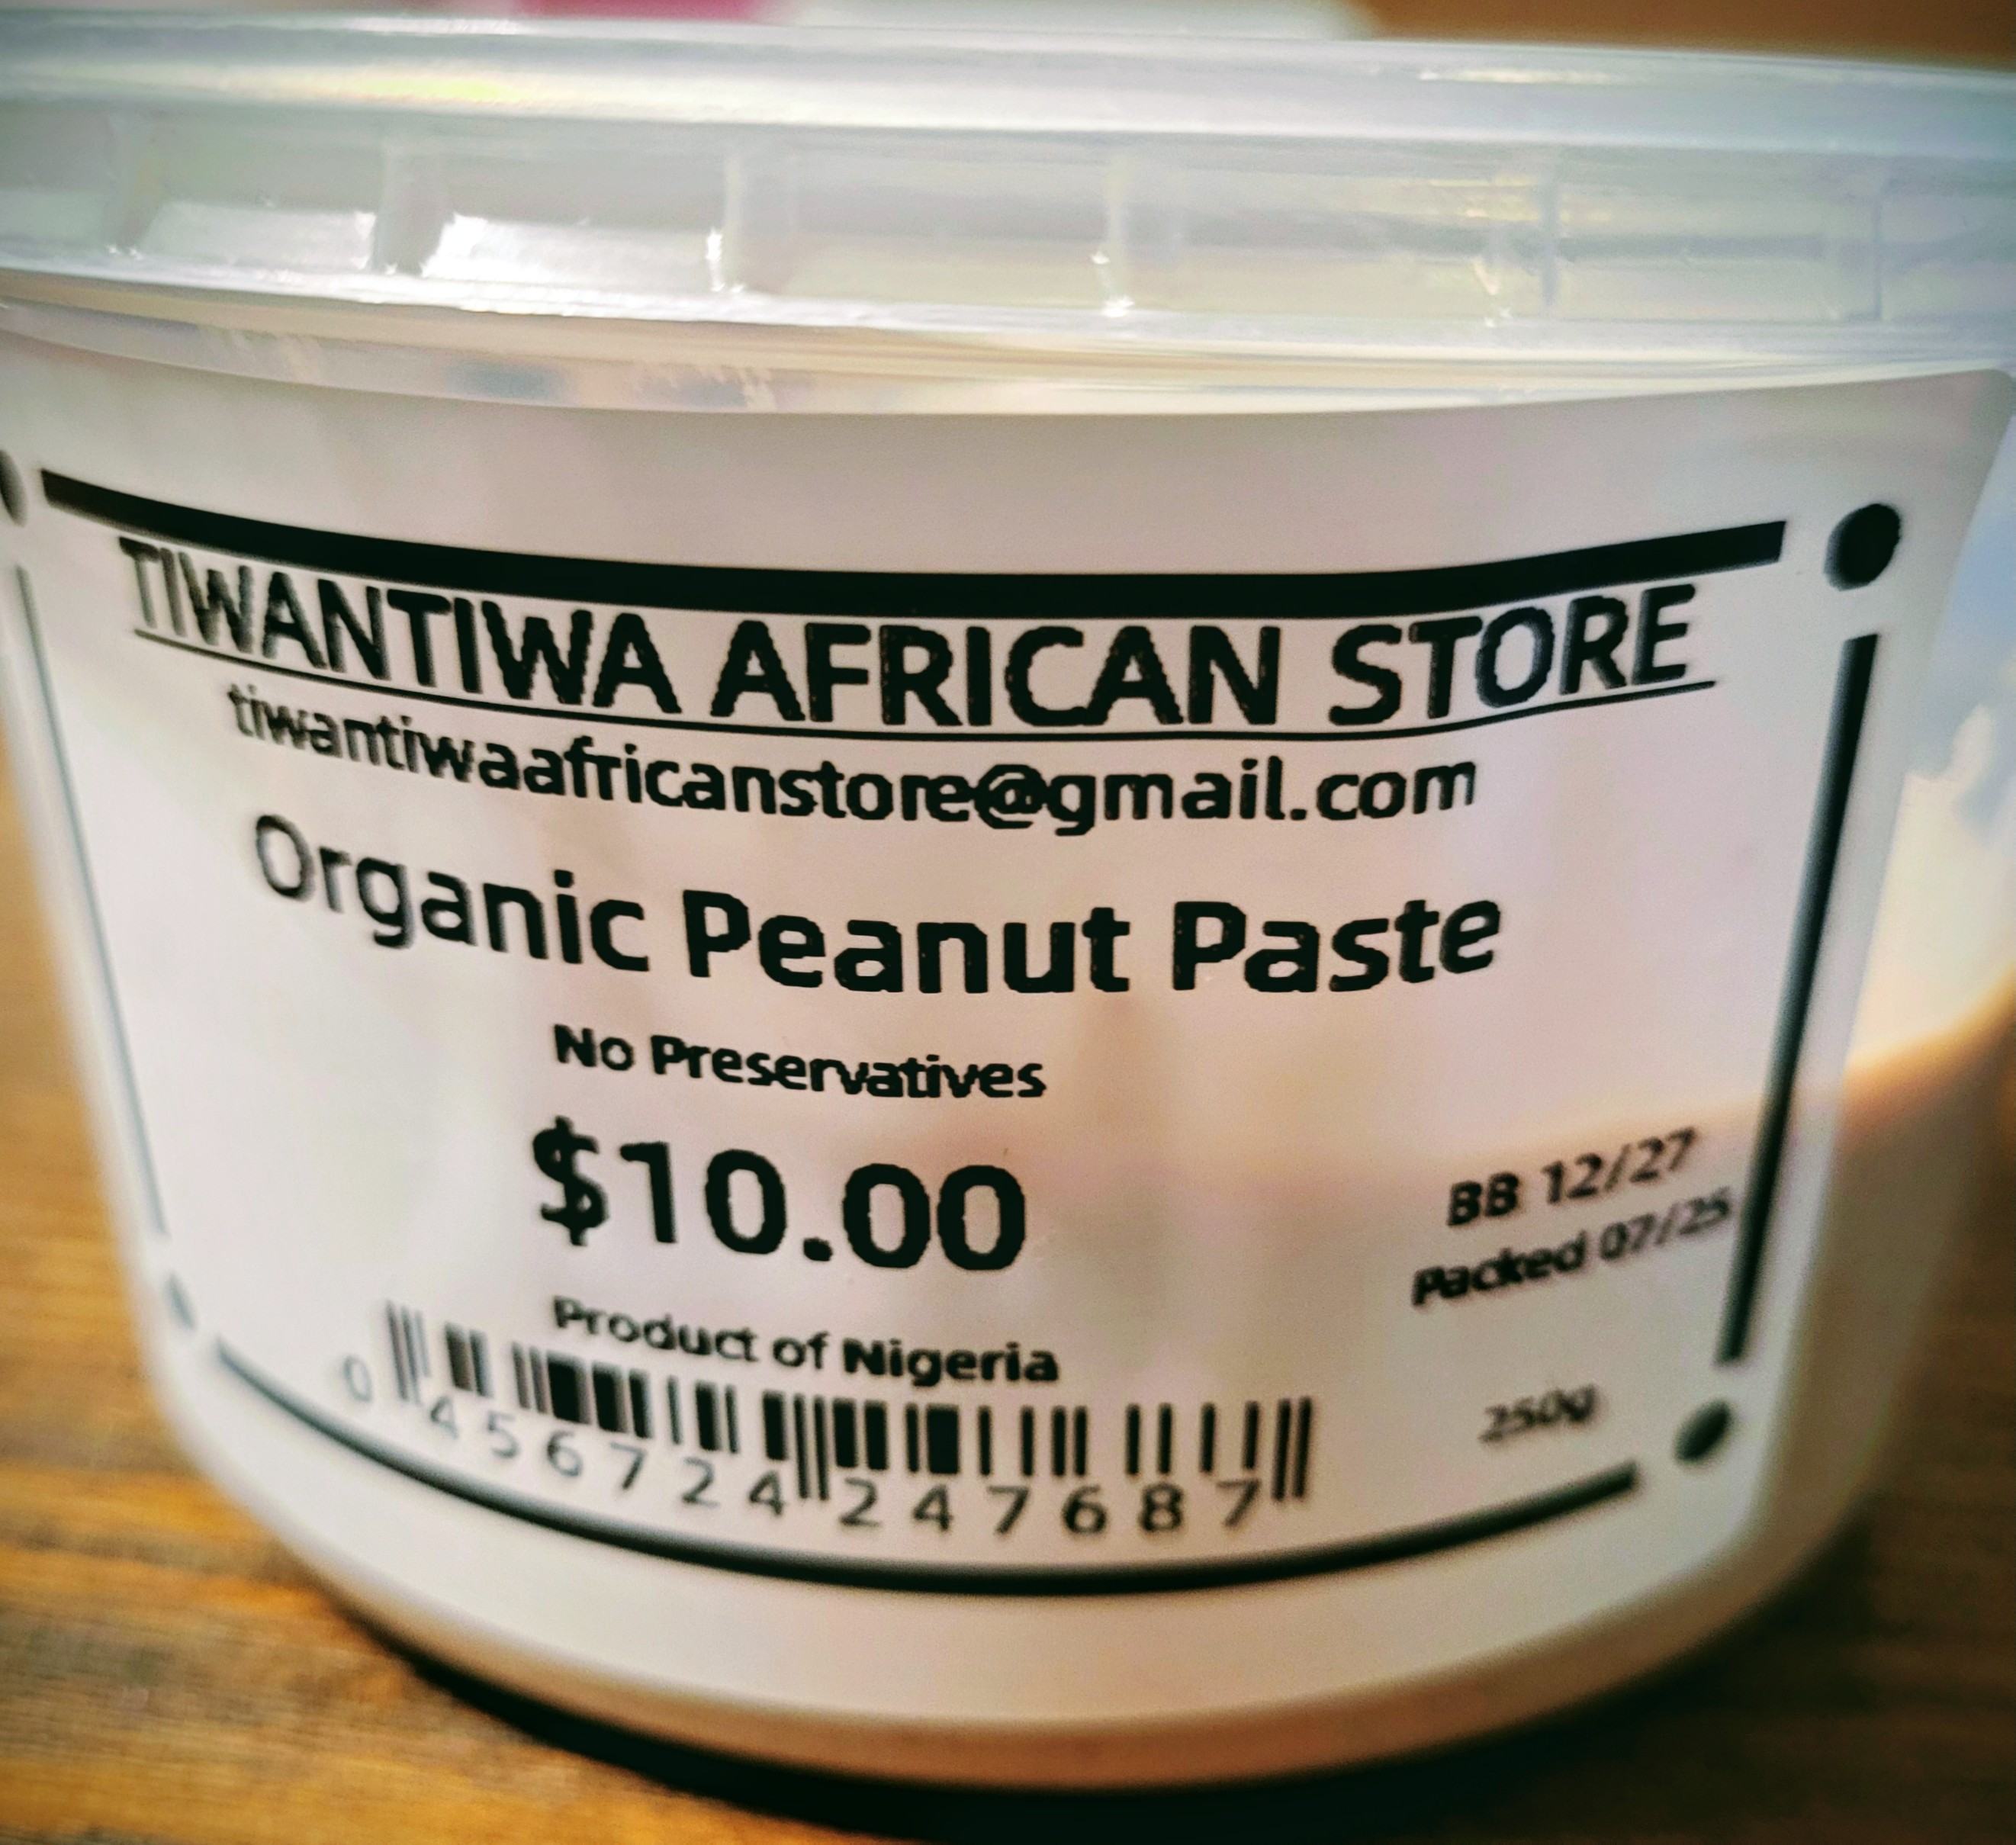 TIWANTIWA AFRICAN STORE
tiwantiwaafricanstore@gmail.com
Organic Peanut Paste
No Preservatives
$10.00
BB 12/27
Packed 07/25
Product of Nigeria
250g
0 456724 247687